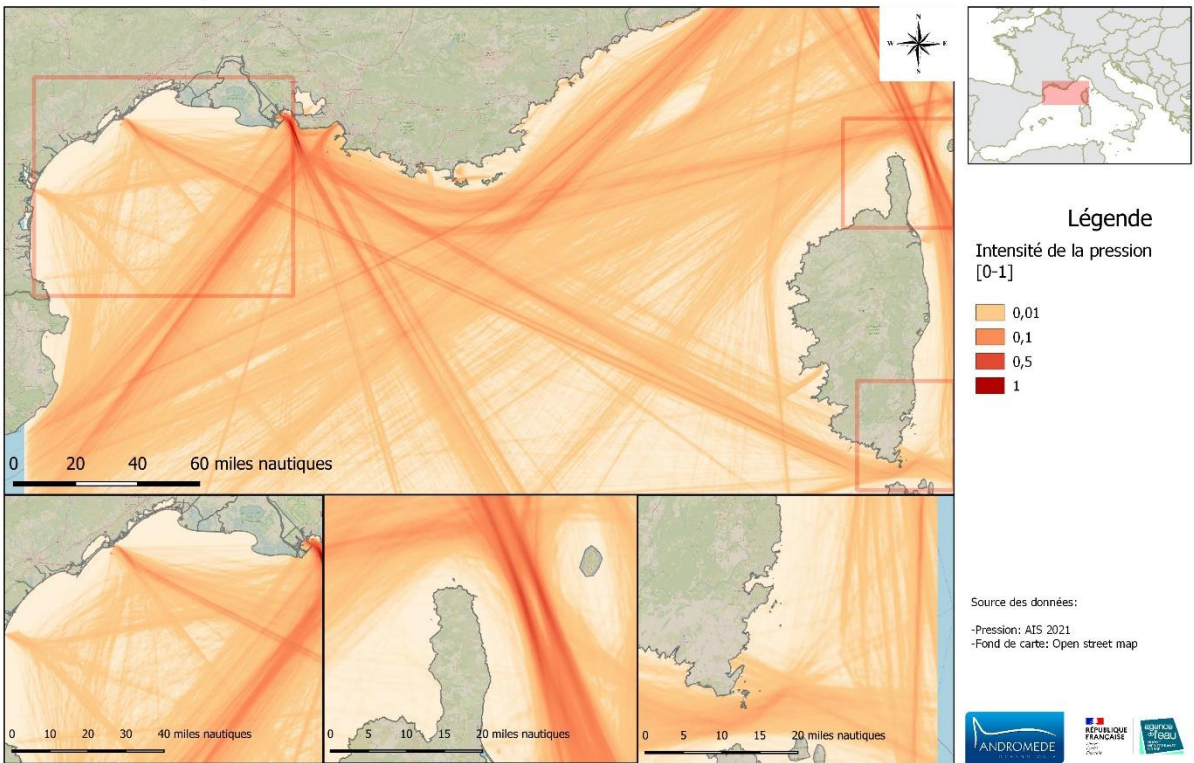 N
W E
S
0 20 40 60 miles nautiques
0 10 20 30 40 miles nautiques
0 5 10 15 20 miles nautiques
0 5 10 15 20 miles nautiques
Légende
Intensité de la pression
[0-1]
0,01
0,1
0,5
1
Source des données:
-Pression: AIS 2021
-Fond de carte: Open street map
ANDROMEDE
OCEANOLOGIE
RÉPUBLIQUE
FRANÇAISE
agence
de l'eau